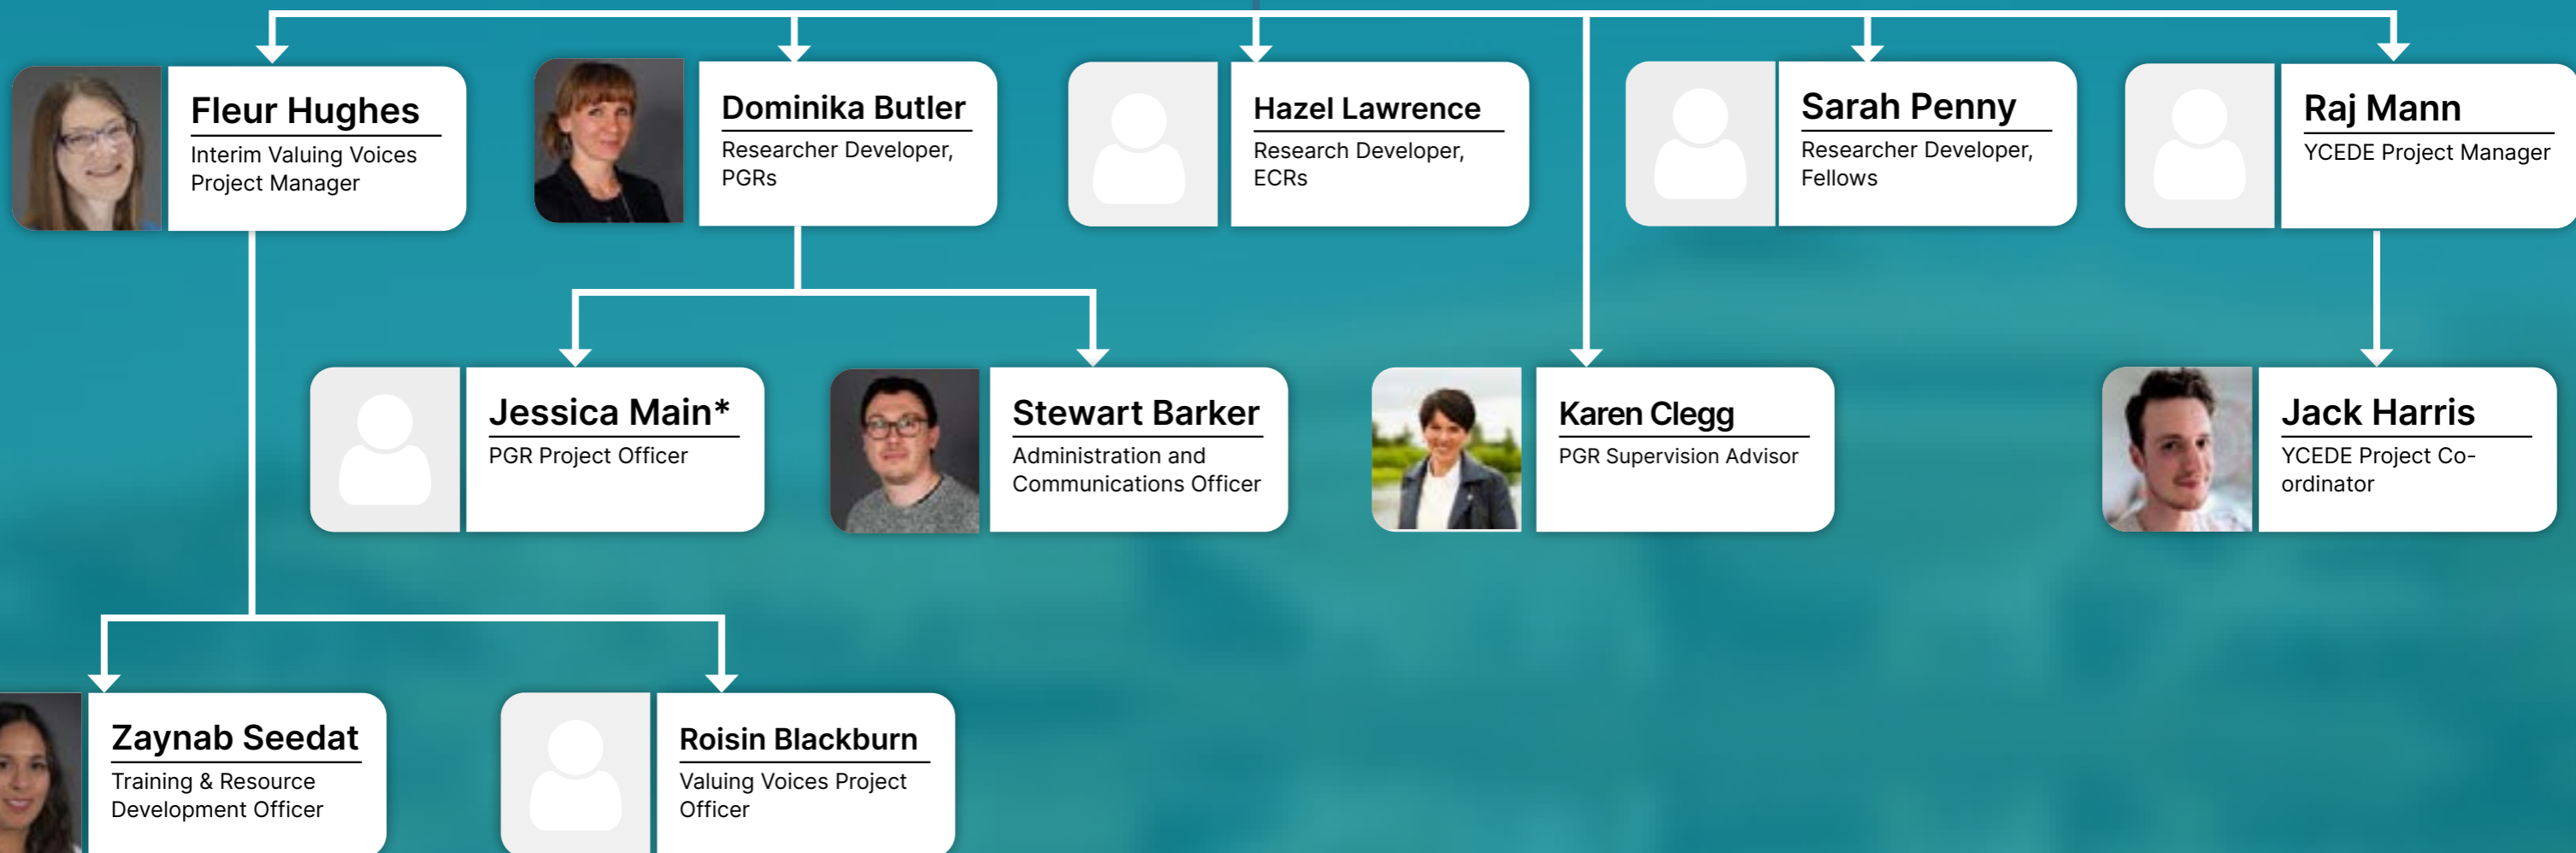 Fleur Hughes
Interim Valuing Voices
Project Manager
Dominika Butler
Researcher Developer,
PGRs
Hazel Lawrence
Research Developer,
ECRs
Sarah Penny
Researcher Developer,
Fellows
Raj Mann
YCEDE Project Manager
Jessica Main*
PGR Project Officer
Stewart Barker
Administration and
Communications Officer
Karen Clegg
PGR Supervision Advisor
Jack Harris
YCEDE Project Co-
ordinator
Zaynab Seedat
Training & Resource
Development Officer
Roisin Blackburn
Valuing Voices Project
Officer